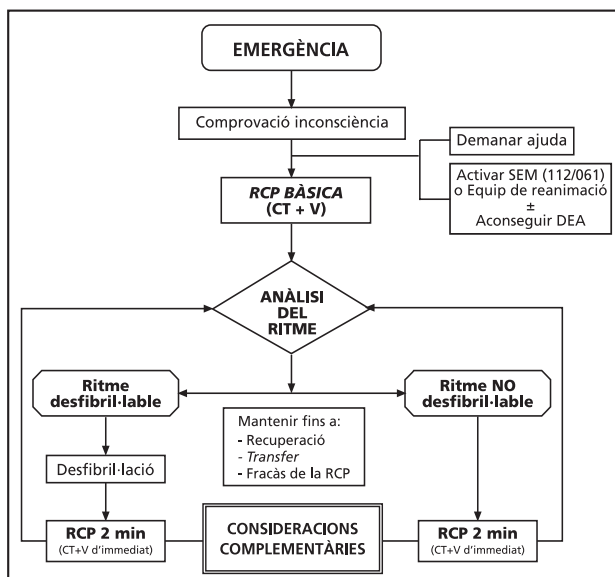 EMERGÈNCIA
Comprovació inconsciència
Demanar ajuda
Activar SEM (112/061)
o Equip de reanimació
±
Aconseguir DEA
RCP BÀSICA
(CT + V)
ANÀLISI
DEL
RITME
Ritme
desfibril·lable
Ritme NO
desfibril·lable
Mantenir fins a:
- Recuperació
- Transfer
- Fracàs de la RCP
Desfibril·lació
RCP 2 min
(CT+V d’immediat)
CONSIDERACIONS
COMPLEMENTÀRIES
RCP 2 min
(CT+V d’immediat)